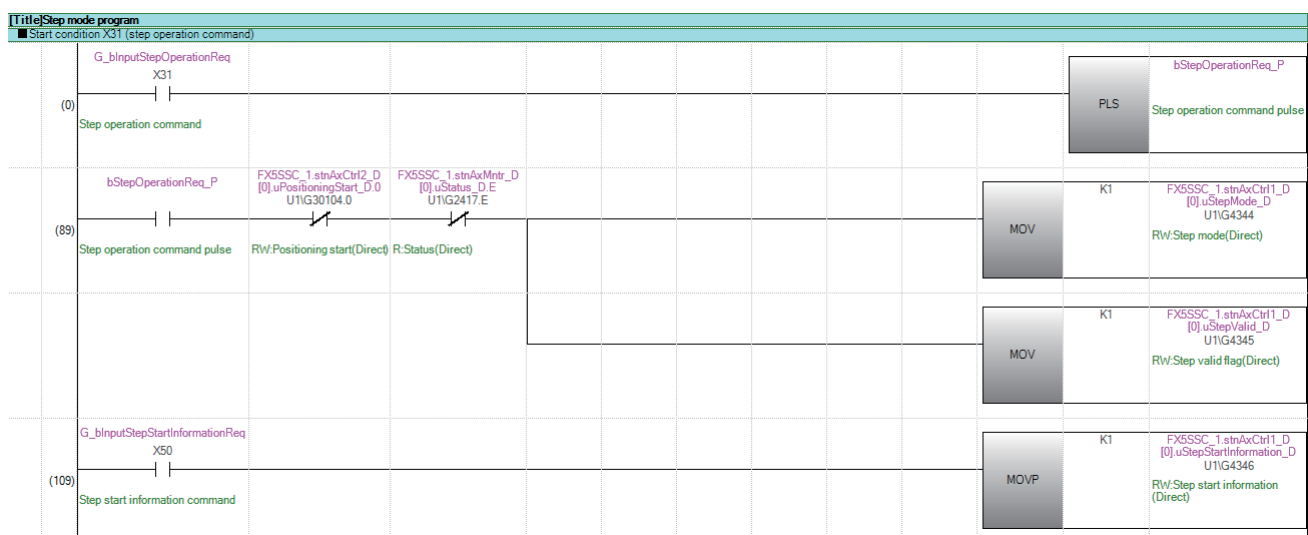 [Title]Step mode program
■Start condition X31 (step operation command)
G_bInputStepOperationReq
X31
bStepOperationReq_P
(0)
PLS
Step operation command
Step operation command pulse
bStepOperationReq_P
FX5SSC_1.stnAxCtrl2_D
[0].uPositioningStart_D.0
U1\G30104.0
FX5SSC_1.stnAxMntr_D
[0].uStatus_D.E
U1\G2417.E
K1
FX5SSC_1.stnAxCtrl1_D
[0].uStepMode_D
U1\G4344
(89)
MOV
Step operation command pulse
RW:Positioning start(Direct)
R:Status(Direct)
RW:Step mode(Direct)
K1
FX5SSC_1.stnAxCtrl1_D
[0].uStepValid_D
U1\G4345
MOV
RW:Step valid flag(Direct)
G_bInputStepStartInformationReq
X50
K1
FX5SSC_1.stnAxCtrl1_D
[0].uStepStartInformation_D
U1\G4346
(109)
MOVP
Step start information command
RW:Step start information
(Direct)